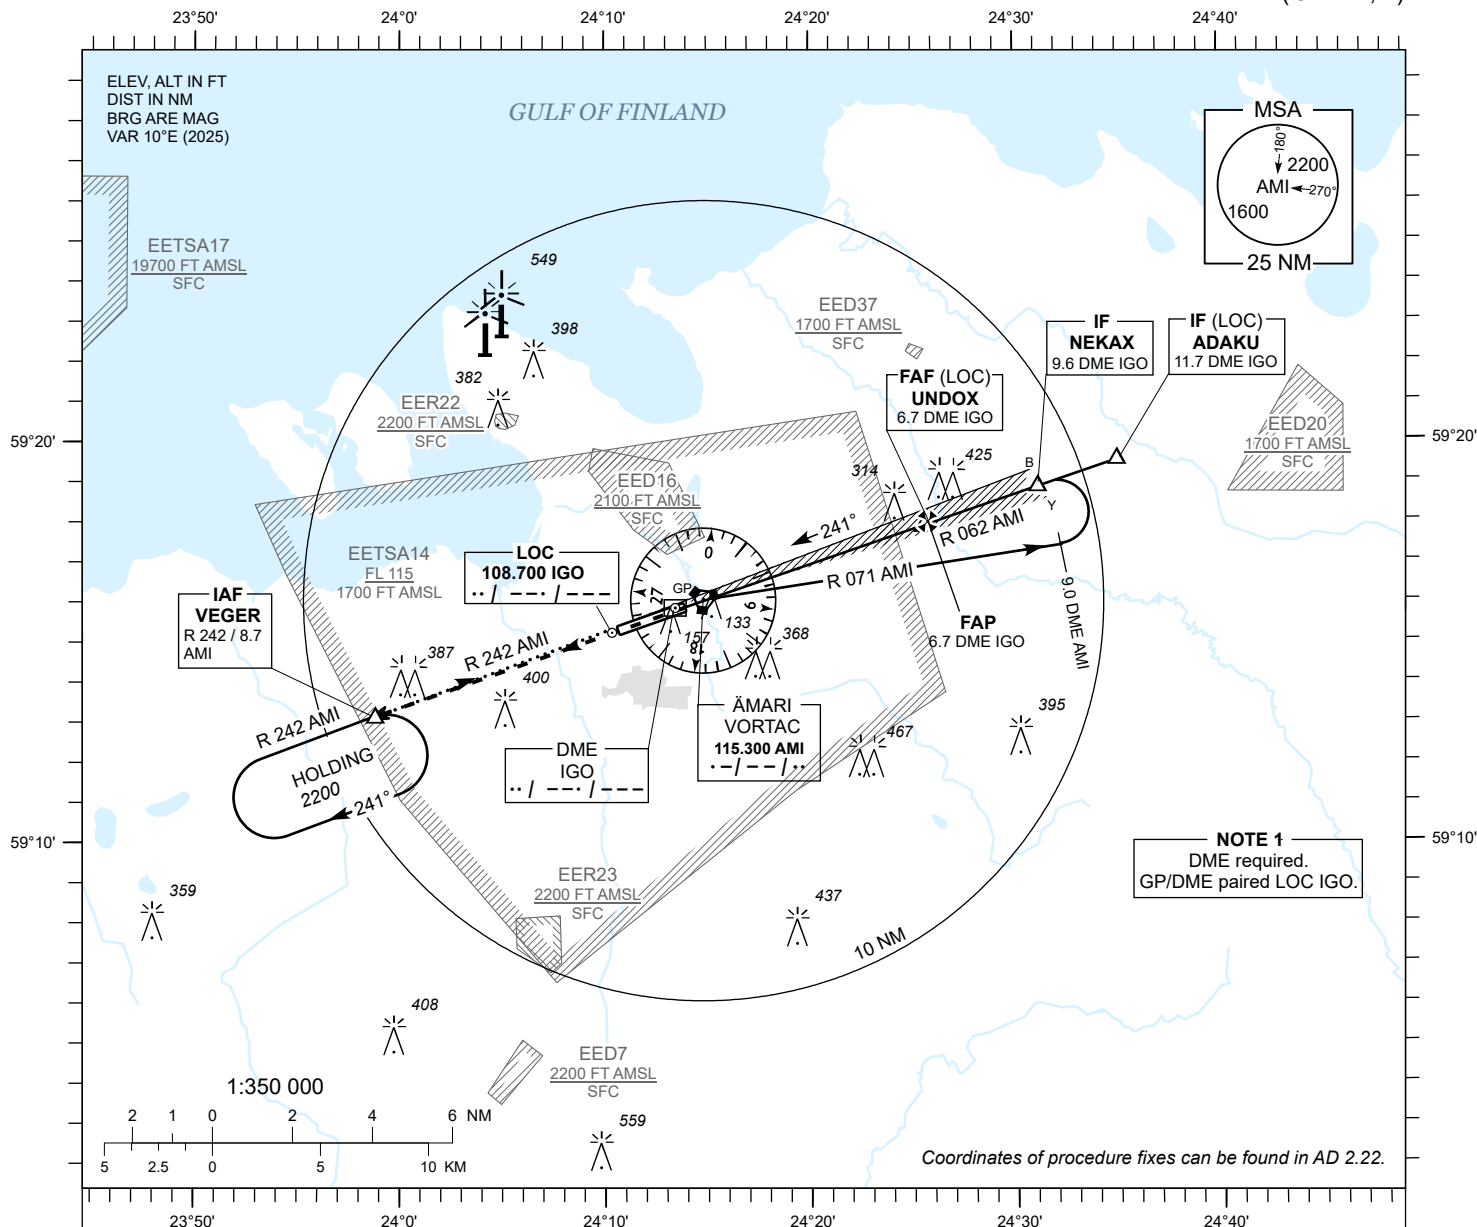 23°50'
24°0'
24°10'
24°20'
24°30'
24°40'
ELEV, ALT IN FT
DIST IN NM
BRG ARE MAG
VAR 10°E (2025)
GULF OF FINLAND
MSA
180°
2200
AMI
270°
1600
25 NM
EETSA17
19700 FT AMSL
SFC
549
398
382
EED37
1700 FT AMSL
SFC
IF
NEKAX
9.6 DME IGO
IF (LOC)
ADAKU
11.7 DME IGO
FAF (LOC)
UNDOX
6.7 DME IGO
EER22
2200 FT AMSL
SFC
59°20'
59°20'
EED20
1700 FT AMSL
SFC
EED16
2100 FT AMSL
SFC
314
425
B
Y
241°
R 062 AMI
R 071 AMI
9.0 DME AMI
EETSA14
FL 115
1700 FT AMSL
LOC
108.700 IGO
·· / –––· / ––––
0
9
18
27
GP
133
157
368
FAP
6.7 DME IGO
IAF
VEGER
R 242 / 8.7
AMI
387
R 242 AMI
400
R 242 AMI
HOLDING
2200
241°
DME
IGO
·· / ––· / –––
ÄMARI
VORTAC
115.300 AMI
·–/––/··
467
395
59°10'
59°10'
NOTE 1
DME required.
GP/DME paired LOC IGO.
359
EER23
2200 FT AMSL
SFC
437
10 NM
408
EED7
2200 FT AMSL
SFC
559
1:350 000
2 1 0 2 4 6 NM
5 2.5 0 5 10 KM
Coordinates of procedure fixes can be found in AD 2.22.
23°50'
24°0'
24°10'
24°20'
24°30'
24°40'